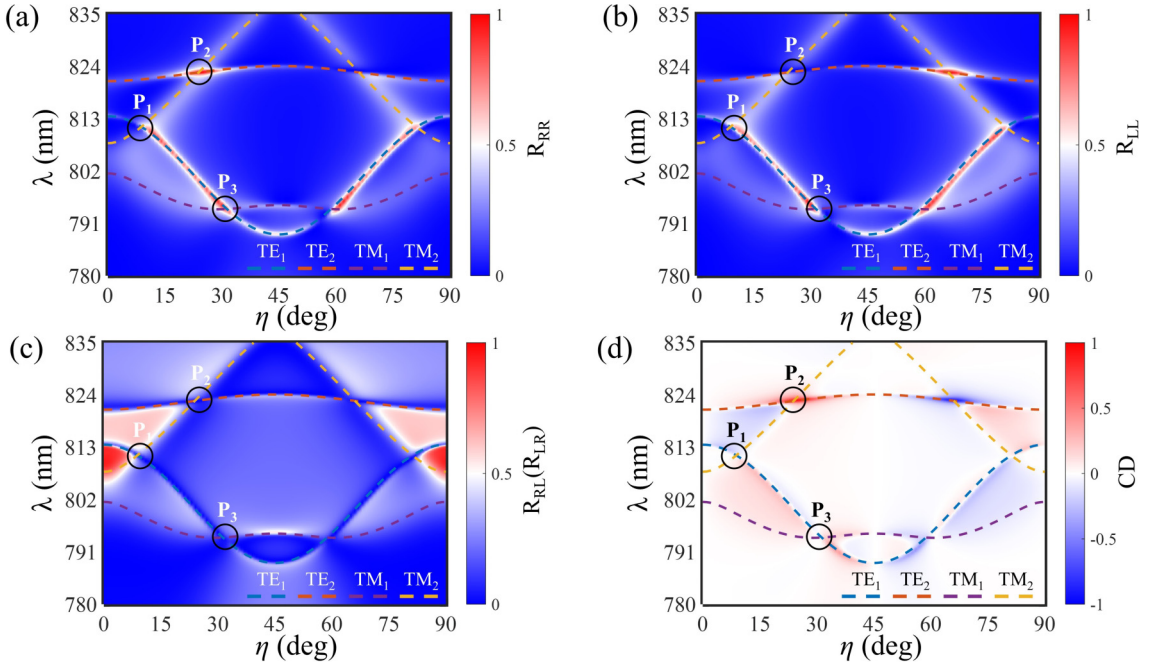 (a)
835
824
813
802
791
780
λ (nm)
P₂
P₁
P₃
TE₁ TE₂ TM₁ TM₂
0 15 30 45 60 75 90
η (deg)
1
0.5
0
R_RR
(b)
835
824
813
802
791
780
λ (nm)
P₂
P₁
P₃
TE₁ TE₂ TM₁ TM₂
0 15 30 45 60 75 90
η (deg)
1
0.5
0
R_LL
(c)
835
824
813
802
791
780
λ (nm)
P₂
P₁
P₃
TE₁ TE₂ TM₁ TM₂
0 15 30 45 60 75 90
η (deg)
1
0.5
0
R_RL(R_LR)
(d)
835
824
813
802
791
780
λ (nm)
P₂
P₁
P₃
TE₁ TE₂ TM₁ TM₂
0 15 30 45 60 75 90
η (deg)
1
0.5
0
-0.5
-1
CD